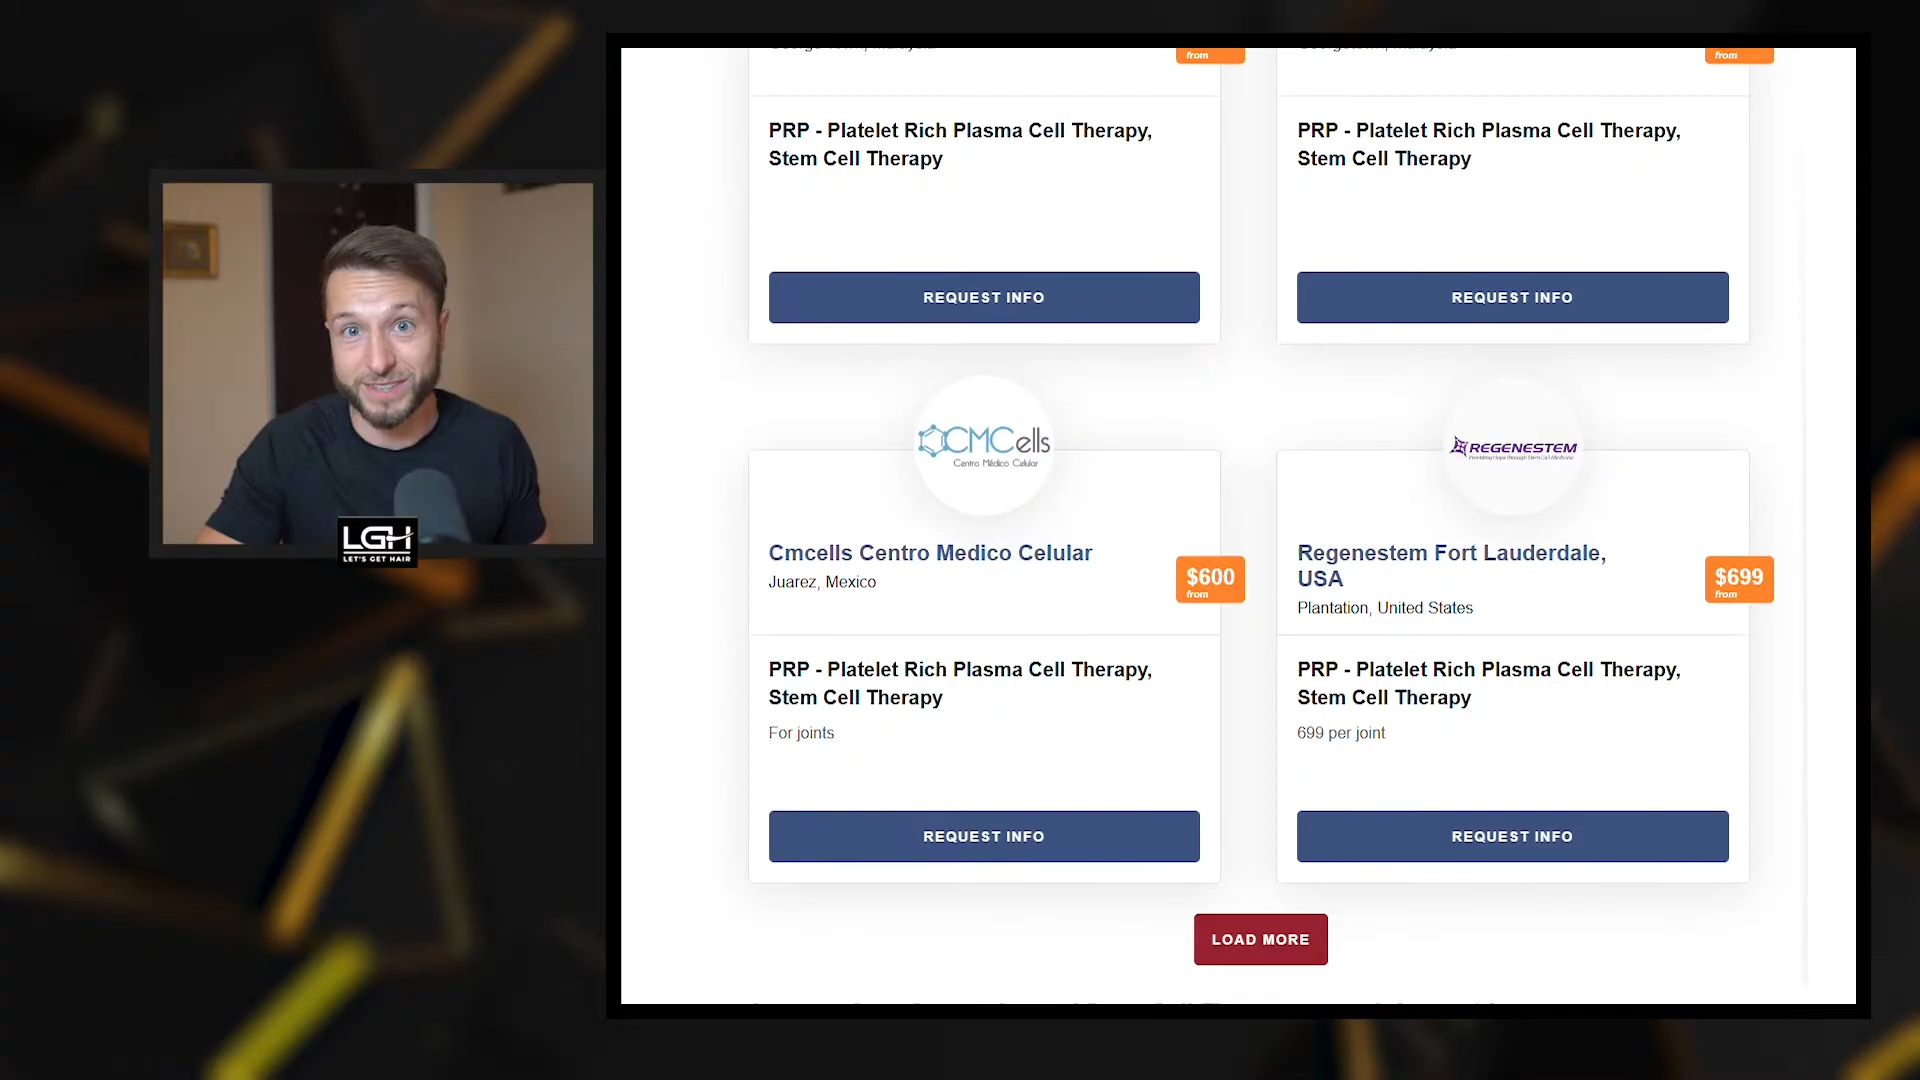 from
from
PRP - Platelet Rich Plasma Cell Therapy,
Stem Cell Therapy
PRP - Platelet Rich Plasma Cell Therapy,
Stem Cell Therapy
REQUEST INFO
REQUEST INFO
CMCells
Centro Médico Celular
REGENESTEM
Cmcells Centro Medico Celular
Juarez, Mexico
$600
from
Regenestem Fort Lauderdale,
USA
Plantation, United States
$699
from
PRP - Platelet Rich Plasma Cell Therapy,
Stem Cell Therapy
For joints
PRP - Platelet Rich Plasma Cell Therapy,
Stem Cell Therapy
699 per joint
REQUEST INFO
REQUEST INFO
LOAD MORE
LGH
LET'S GET HAIR